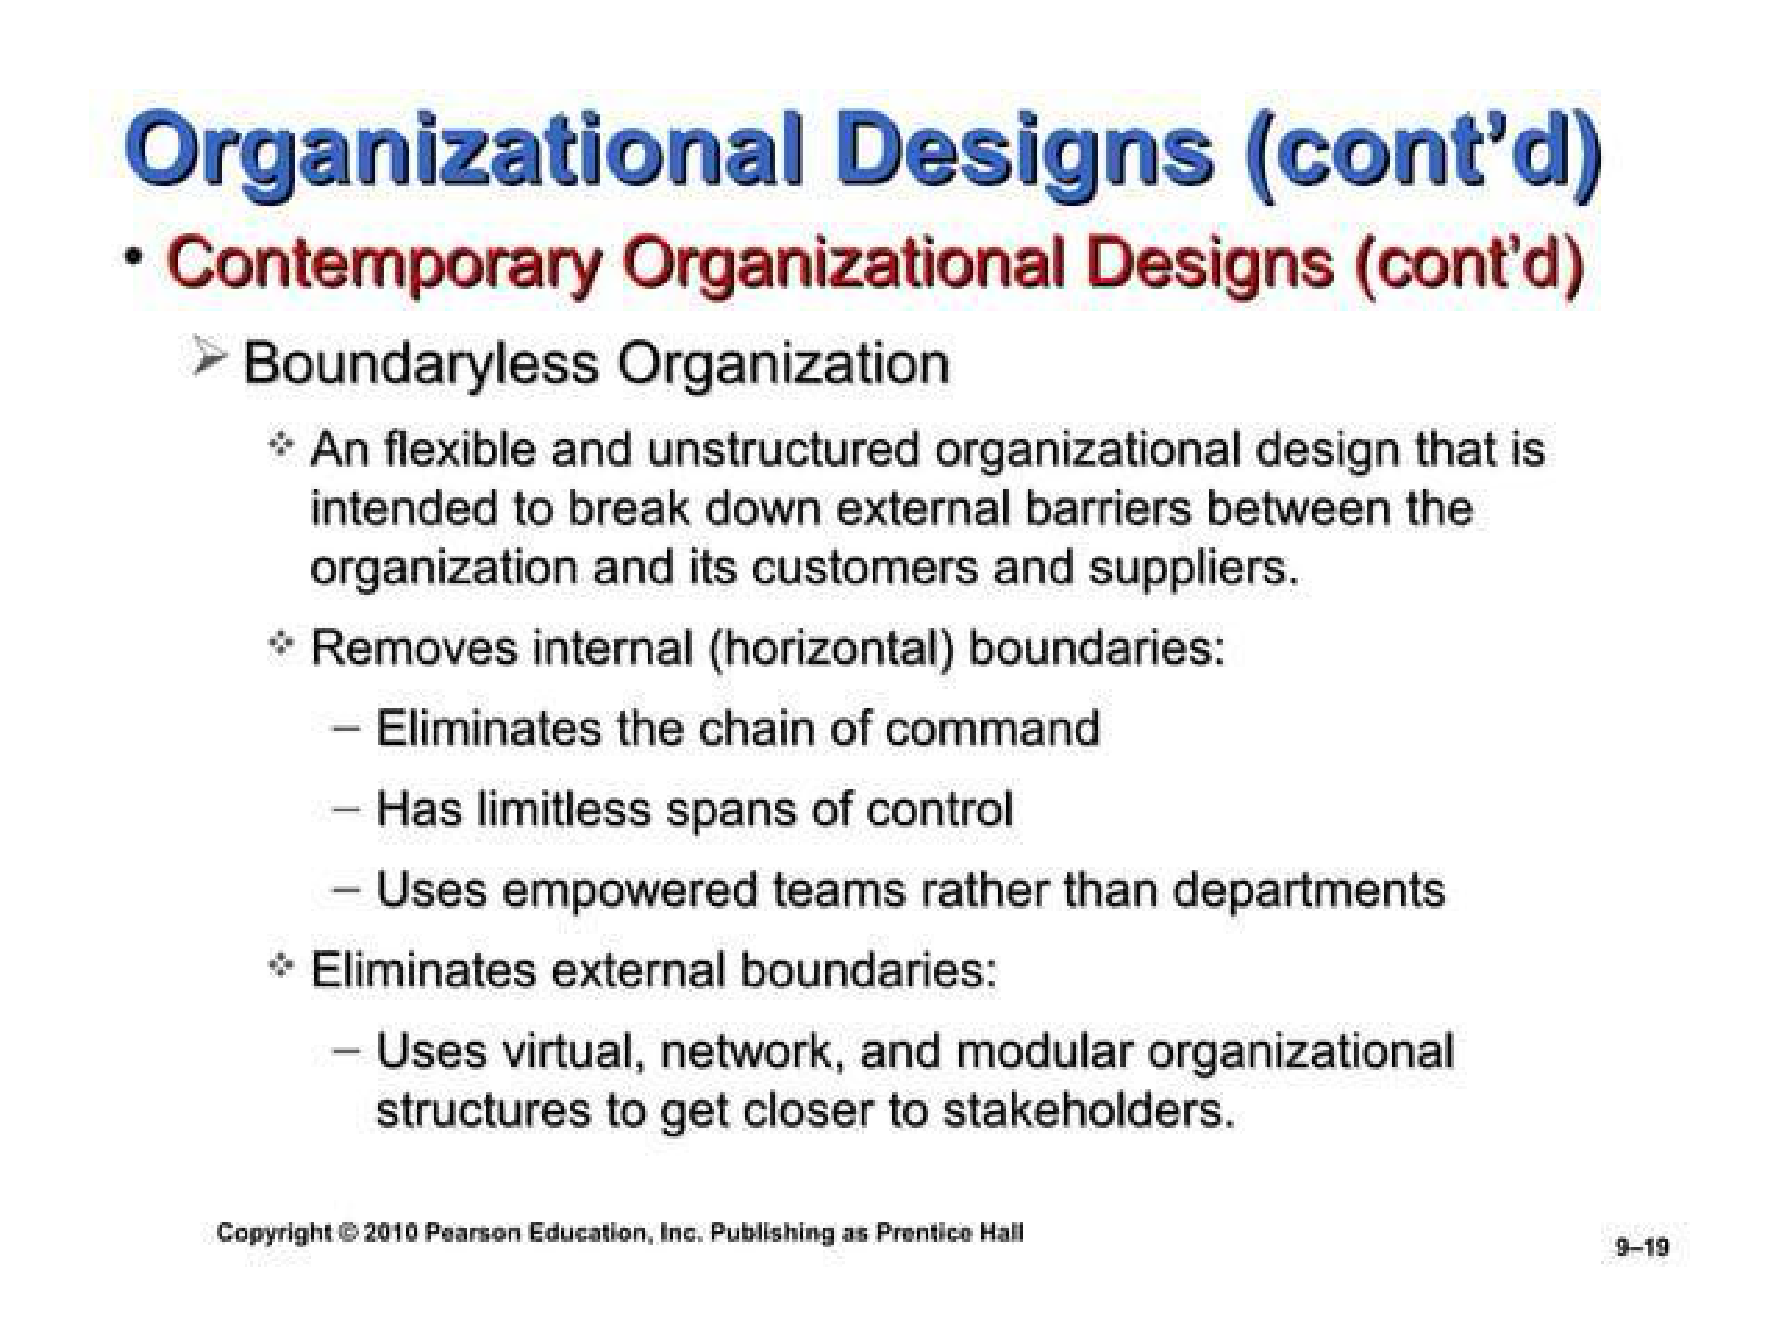 Organizational Designs (cont’d)
• Contemporary Organizational Designs (cont’d)
➢ Boundaryless Organization
❖ An flexible and unstructured organizational design that is
intended to break down external barriers between the
organization and its customers and suppliers.
❖ Removes internal (horizontal) boundaries:
– Eliminates the chain of command
– Has limitless spans of control
– Uses empowered teams rather than departments
❖ Eliminates external boundaries:
– Uses virtual, network, and modular organizational
structures to get closer to stakeholders.
Copyright © 2010 Pearson Education, Inc. Publishing as Prentice Hall
9–19